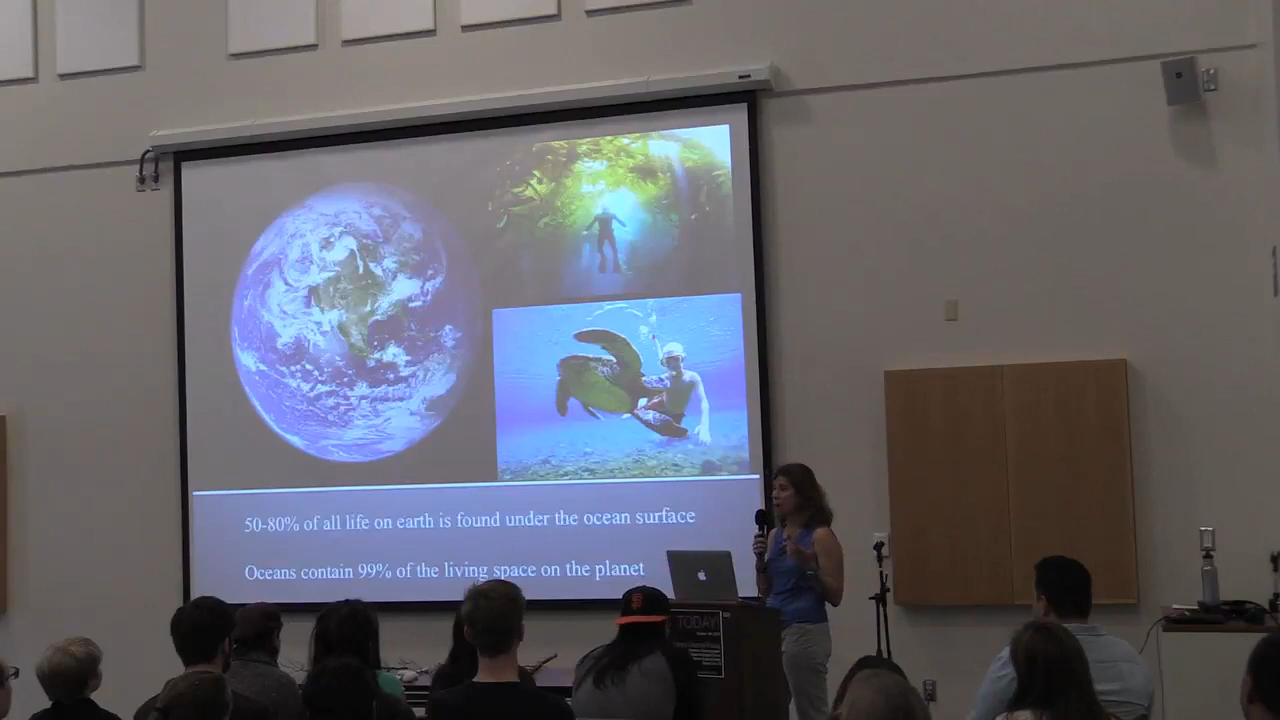 50-80% of all life on earth is found under the ocean surface
Oceans contain 99% of the living space on the planet
TODAY!